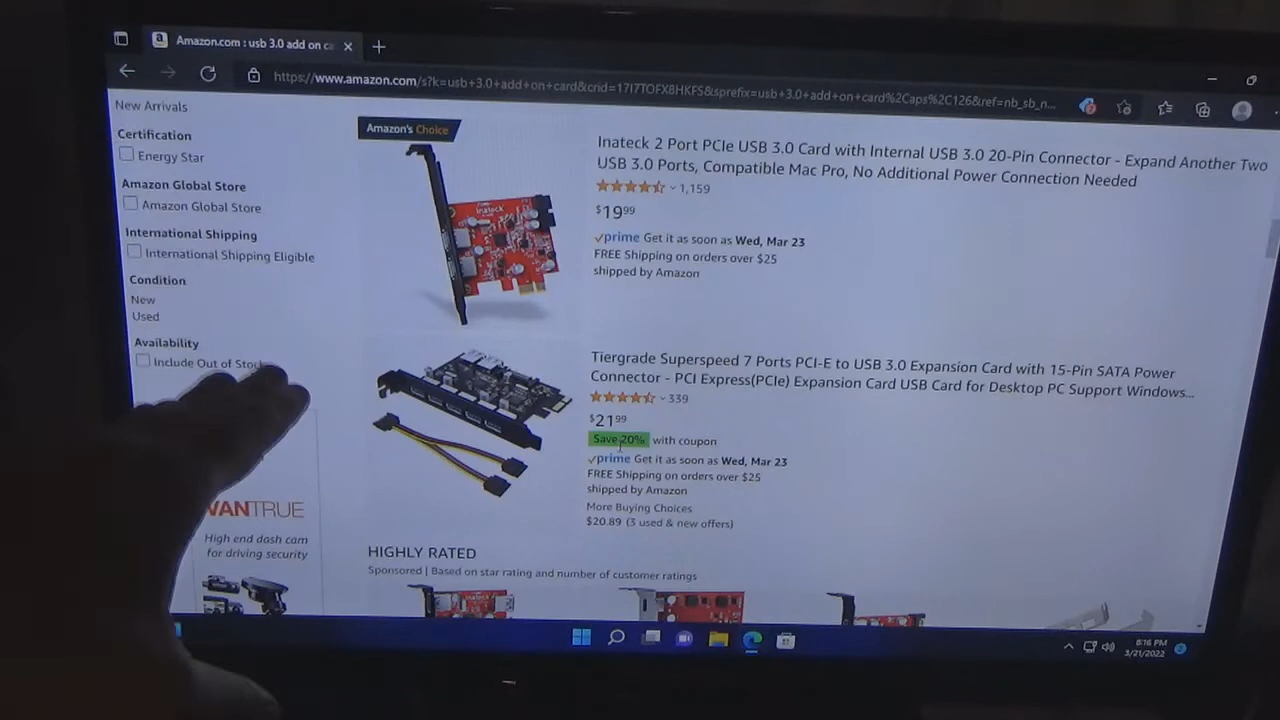 Amazon.com : usb 3.0 add on ca
https://www.amazon.com/s?k=usb+3.0+add+on+card&crid=17I7TOFX8HKFS&sprefix=usb+3.0+add+on+card%2Caps%2C126&ref=nb_sb_n...
New Arrivals
Certification
Energy Star
Amazon Global Store
Amazon Global Store
International Shipping
International Shipping Eligible
Condition
New
Used
Availability
Include Out of Stock
VANTRUE
High end dash cam
for driving security
Amazon's Choice
Inateck 2 Port PCIe USB 3.0 Card with Internal USB 3.0 20-Pin Connector - Expand Another Two
USB 3.0 Ports, Compatible Mac Pro, No Additional Power Connection Needed
1,159
$19 99
prime Get it as soon as Wed, Mar 23
FREE Shipping on orders over $25
shipped by Amazon
inateck
Tiergrade Superspeed 7 Ports PCI-E to USB 3.0 Expansion Card with 15-Pin SATA Power
Connector - PCI Express(PCIe) Expansion Card USB Card for Desktop PC Support Windows...
339
$21 99
Save 20% with coupon
prime Get it as soon as Wed, Mar 23
FREE Shipping on orders over $25
shipped by Amazon
More Buying Choices
$20.89 (3 used & new offers)
HIGHLY RATED
Sponsored | Based on star rating and number of customer ratings
8:16 PM
3/21/2022